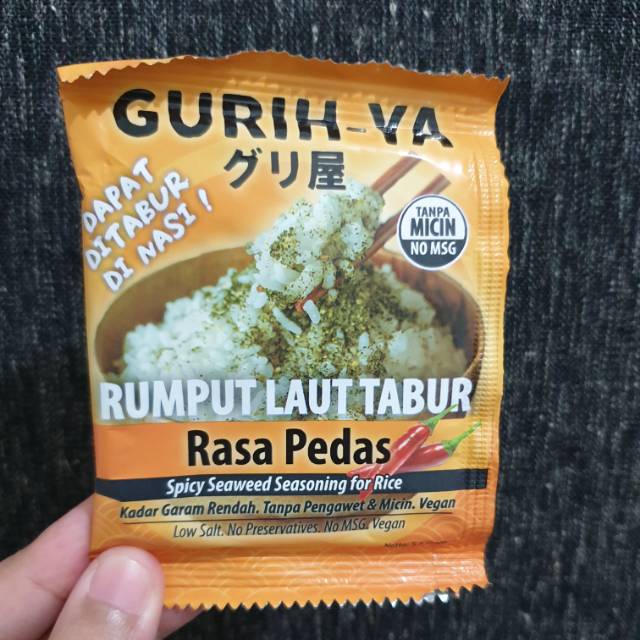 GURIH-YA
グリ屋
DAPAT
DITABUR
DI NASI!
TANPA
MICIN
NO MSG
RUMPUT LAUT TABUR
Rasa Pedas
Spicy Seaweed Seasoning for Rice
Kadar Garam Rendah. Tanpa Pengawet & Micin. Vegan
Low Salt. No Preservatives. No MSG. Vegan